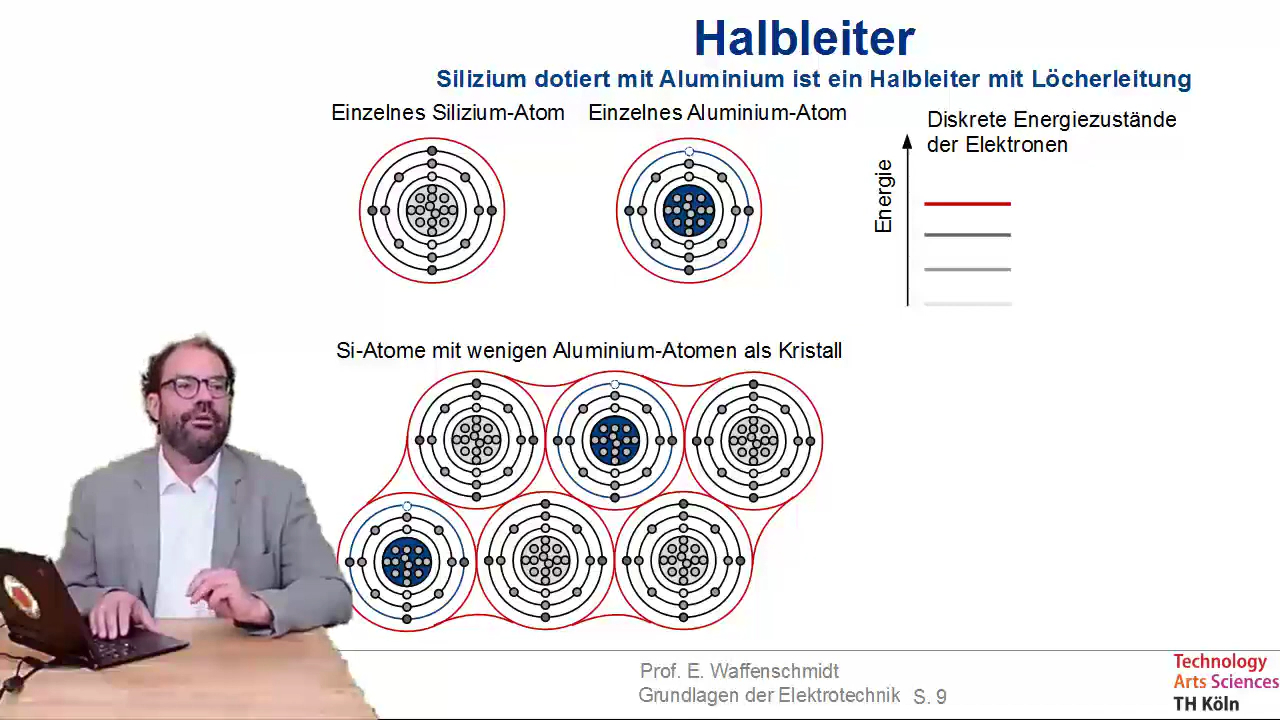 Halbleiter
Silizium dotiert mit Aluminium ist ein Halbleiter mit Löcherleitung
Einzelnes Silizium-Atom
Einzelnes Aluminium-Atom
Diskrete Energiezustände
der Elektronen
Energie
Si-Atome mit wenigen Aluminium-Atomen als Kristall
Prof. E. Waffenschmidt
Grundlagen der Elektrotechnik S. 9
Technology
Arts Sciences
TH Köln